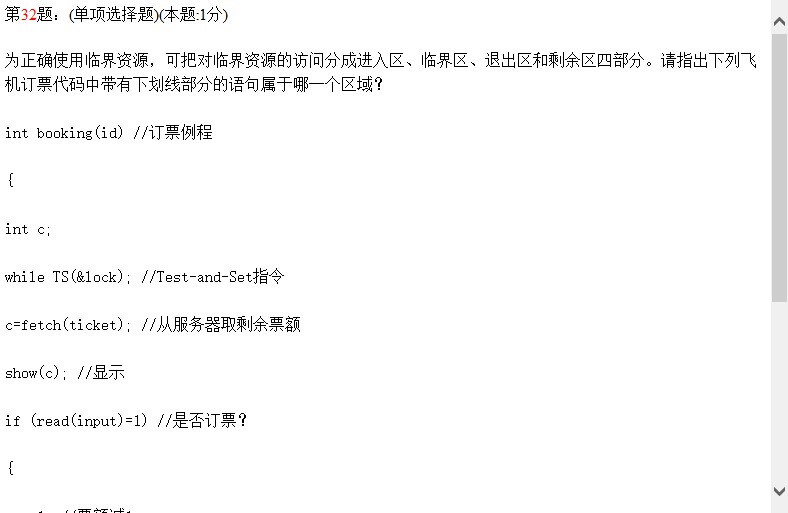 第32题：(单项选择题)(本题:1分)
为正确使用临界资源，可把对临界资源的访问分成进入区、临界区、退出区和剩余区四部分。请指出下列飞
机订票代码中带有下划线部分的语句属于哪一个区域？
int booking(id) //订票例程
{
int c;
while TS(&lock); //Test-and-Set指令
c=fetch(ticket); //从服务器取剩余票额
show(c); //显示
if (read(input)=1) //是否订票？
{